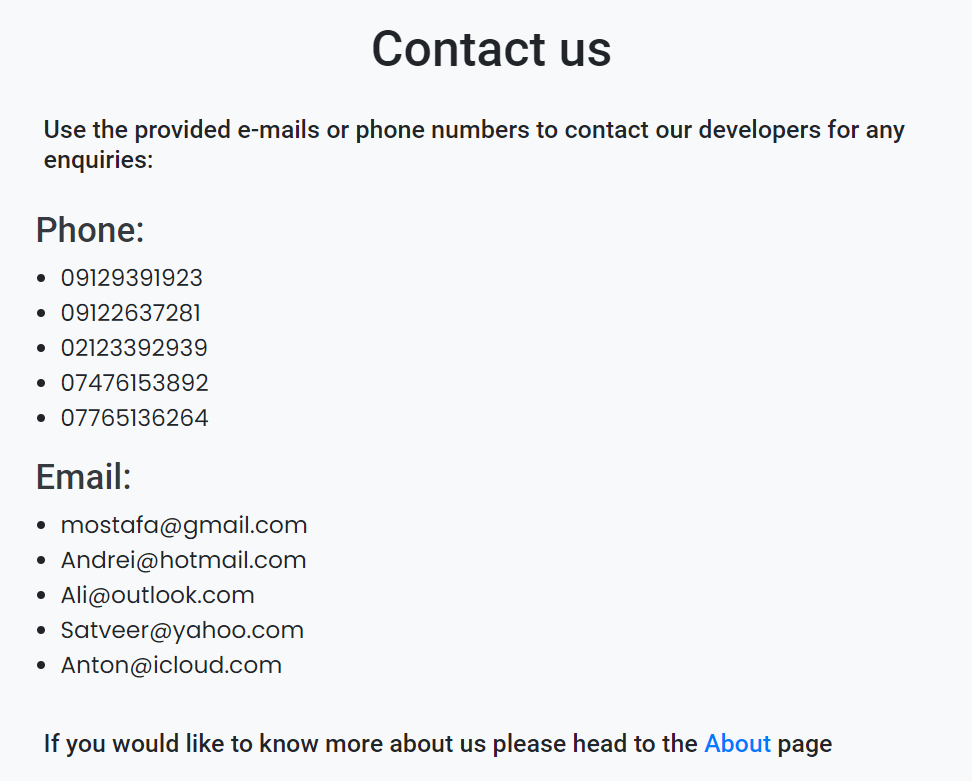 Contact us
Use the provided e-mails or phone numbers to contact our developers for any
enquiries:
Phone:
09129391923
09122637281
02123392939
07476153892
07765136264
Email:
mostafa@gmail.com
Andrei@hotmail.com
Ali@outlook.com
Satveer@yahoo.com
Anton@icloud.com
If you would like to know more about us please head to the About page